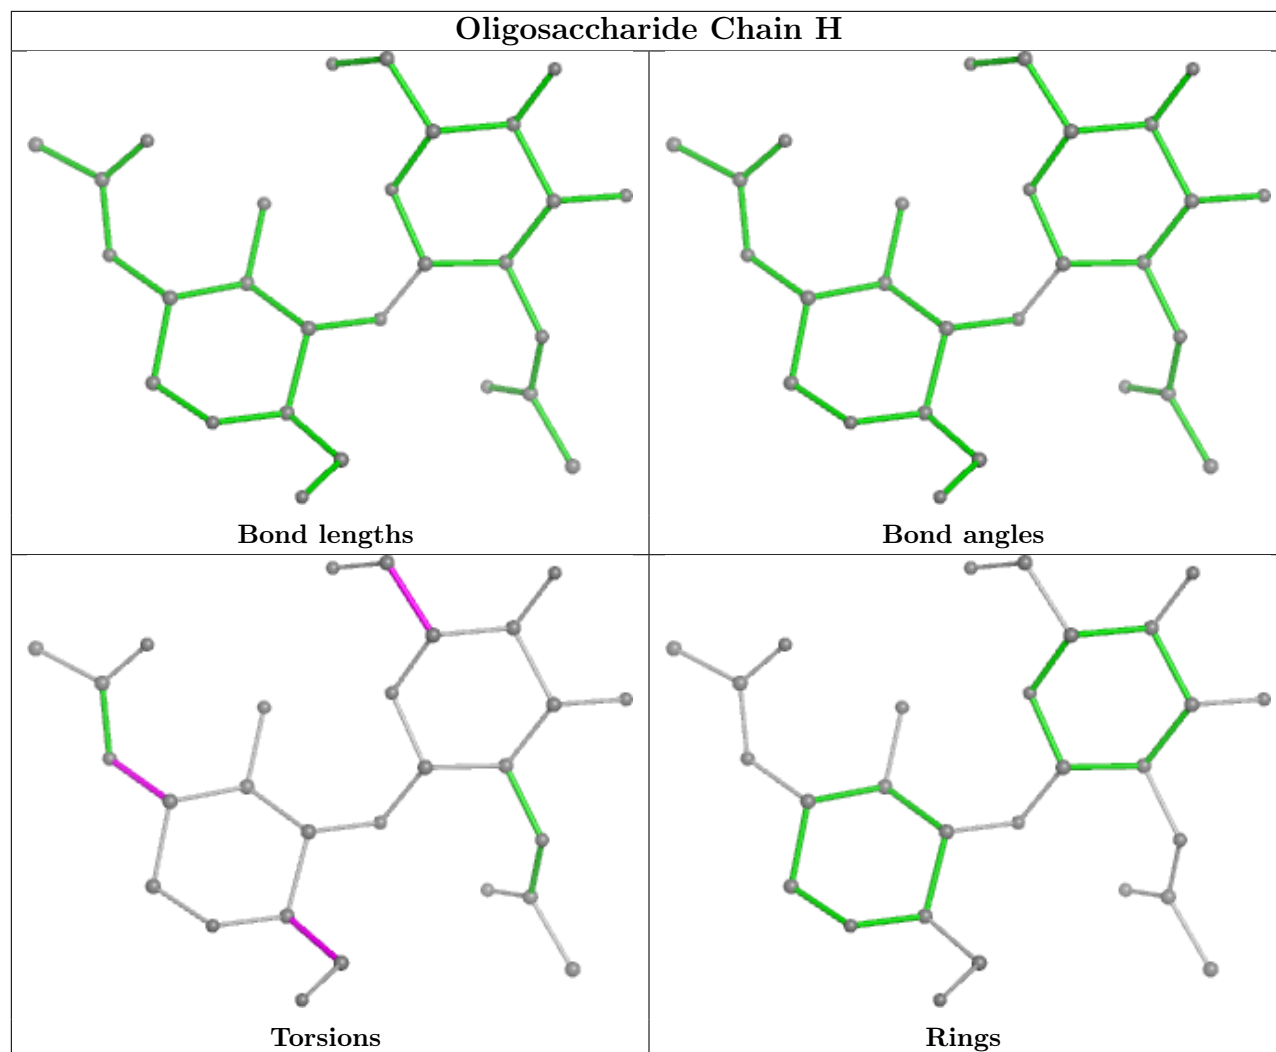 Oligosaccharide Chain H
Bond lengths
Bond angles
Torsions
Rings